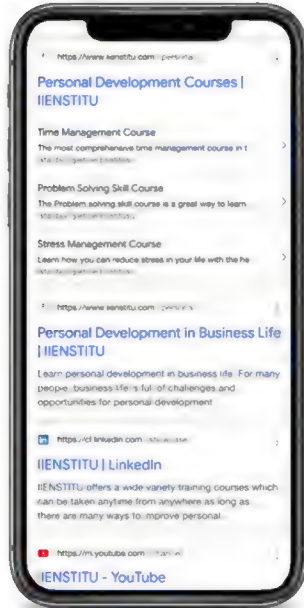 https://www.iienstitu.com
Personal Development Courses |
IIENSTITU
Time Management Course
The most comprehensive time management course in t
Problem Solving Skill Course
The Problem solving skill course is a great way to learn
Stress Management Course
Learn how you can reduce stress in your life with the he
https://www.iienstitu.com
Personal Development in Business Life
| IIENSTITU
Learn personal development in business life. For many
people, business life is full of challenges and
opportunities for personal development
https://cl.linkedin.com
IIENSTITU | LinkedIn
IIENSTITU offers a wide variety training courses which
can be taken anytime from anywhere as long as
there are many ways to improve personal
https://m.youtube.com
IENSTITU - YouTube